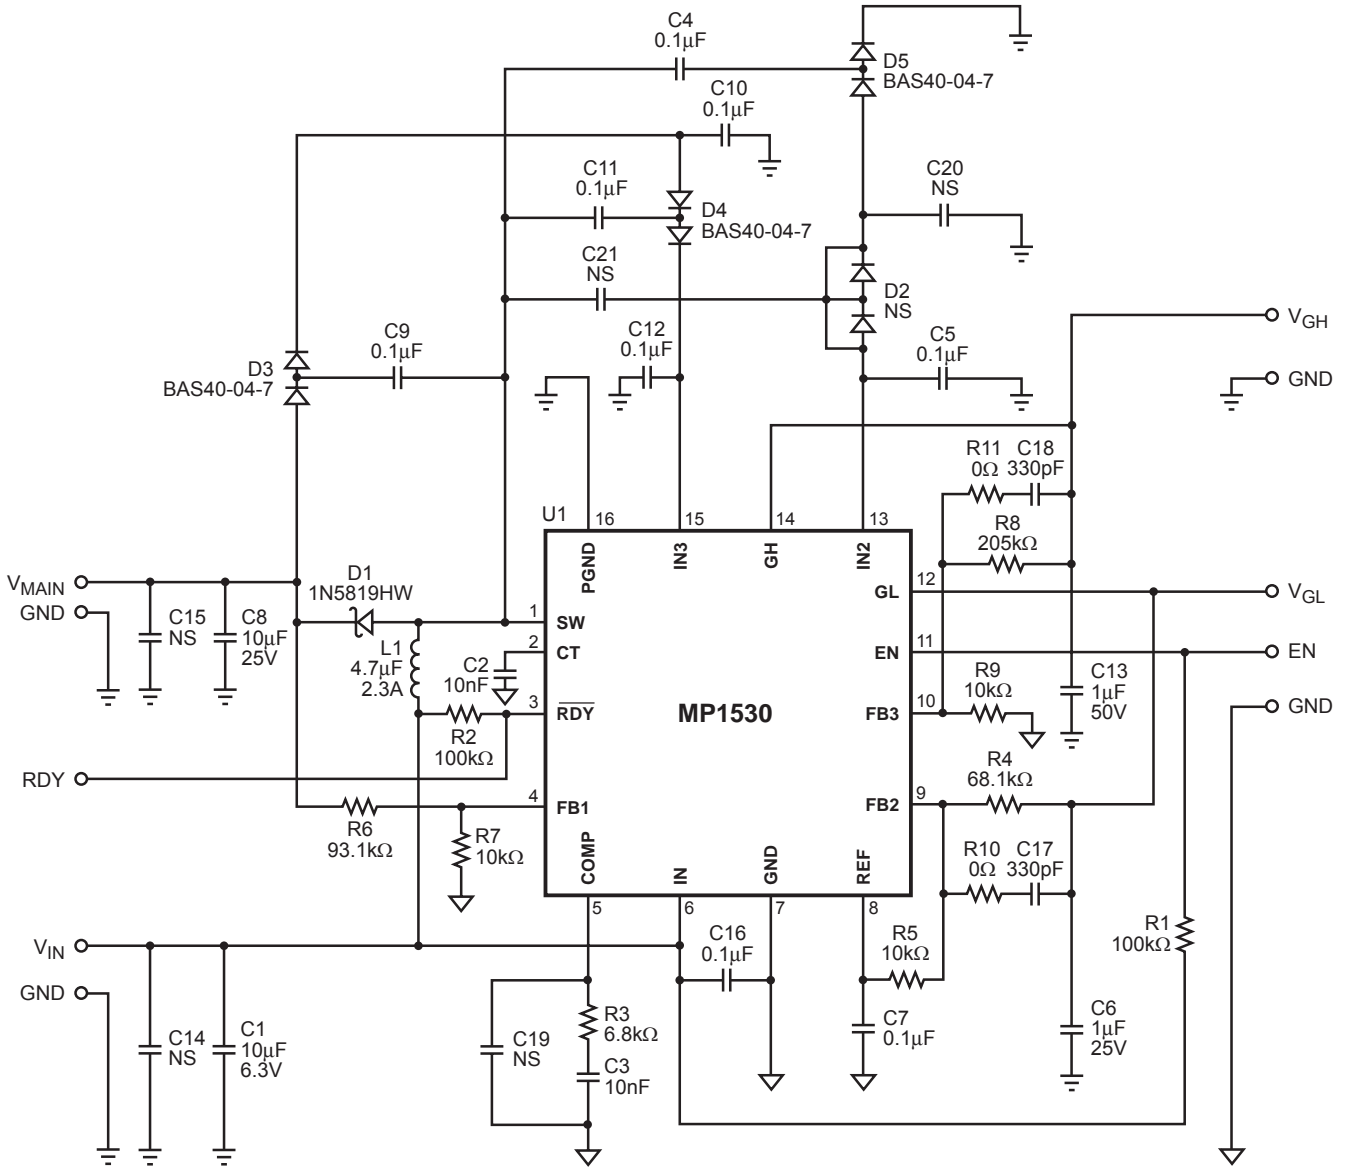 C4
0.1µF
D5
BAS40-04-7
C10
0.1µF
C11
0.1µF
D4
BAS40-04-7
C20
NS
C21
NS
D2
NS
C9
0.1µF
C12
0.1µF
C5
0.1µF
D3
BAS40-04-7
VGH
GND
R11
0Ω
C18
330pF
R8
205kΩ
U1
16
15
14
13
PGND
IN3
GH
IN2
VMAIN
GND
C15
NS
C8
10µF
25V
D1
1N5819HW
L1
4.7µF
2.3A
C2
10nF
1
SW
2
CT
3
RDY
4
FB1
MP1530
12
GL
11
EN
10
FB3
9
FB2
VGL
EN
GND
R9
10kΩ
C13
1µF
50V
R2
100kΩ
RDY
R6
93.1kΩ
R7
10kΩ
R4
68.1kΩ
R10
0Ω
C17
330pF
COMP
IN
GND
REF
5
6
7
8
VIN
GND
C14
NS
C1
10µF
6.3V
C19
NS
R3
6.8kΩ
C3
10nF
C16
0.1µF
R5
10kΩ
C7
0.1µF
C6
1µF
25V
R1
100kΩ